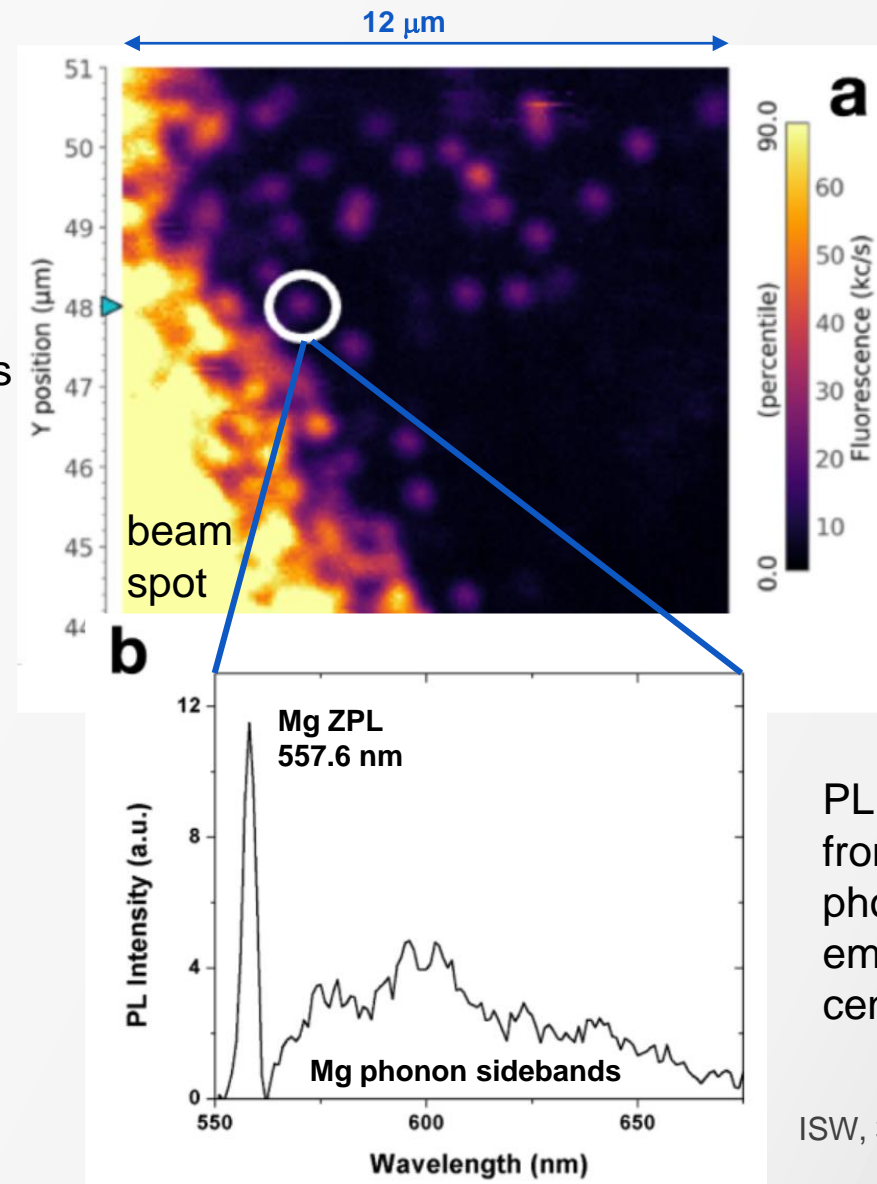 12 μm
a
51
50
49
48
47
46
45
44
Y position (μm)
s
beam
spot
90.0
(percentile)
0.0
60
50
40
30
20
10
Fluorescence (kc/s)
b
Mg ZPL
557.6 nm
12
8
4
0
PL Intensity (a.u.)
Mg phonon sidebands
550
600
650
Wavelength (nm)
PL
from
pho
em
cer
ISW,